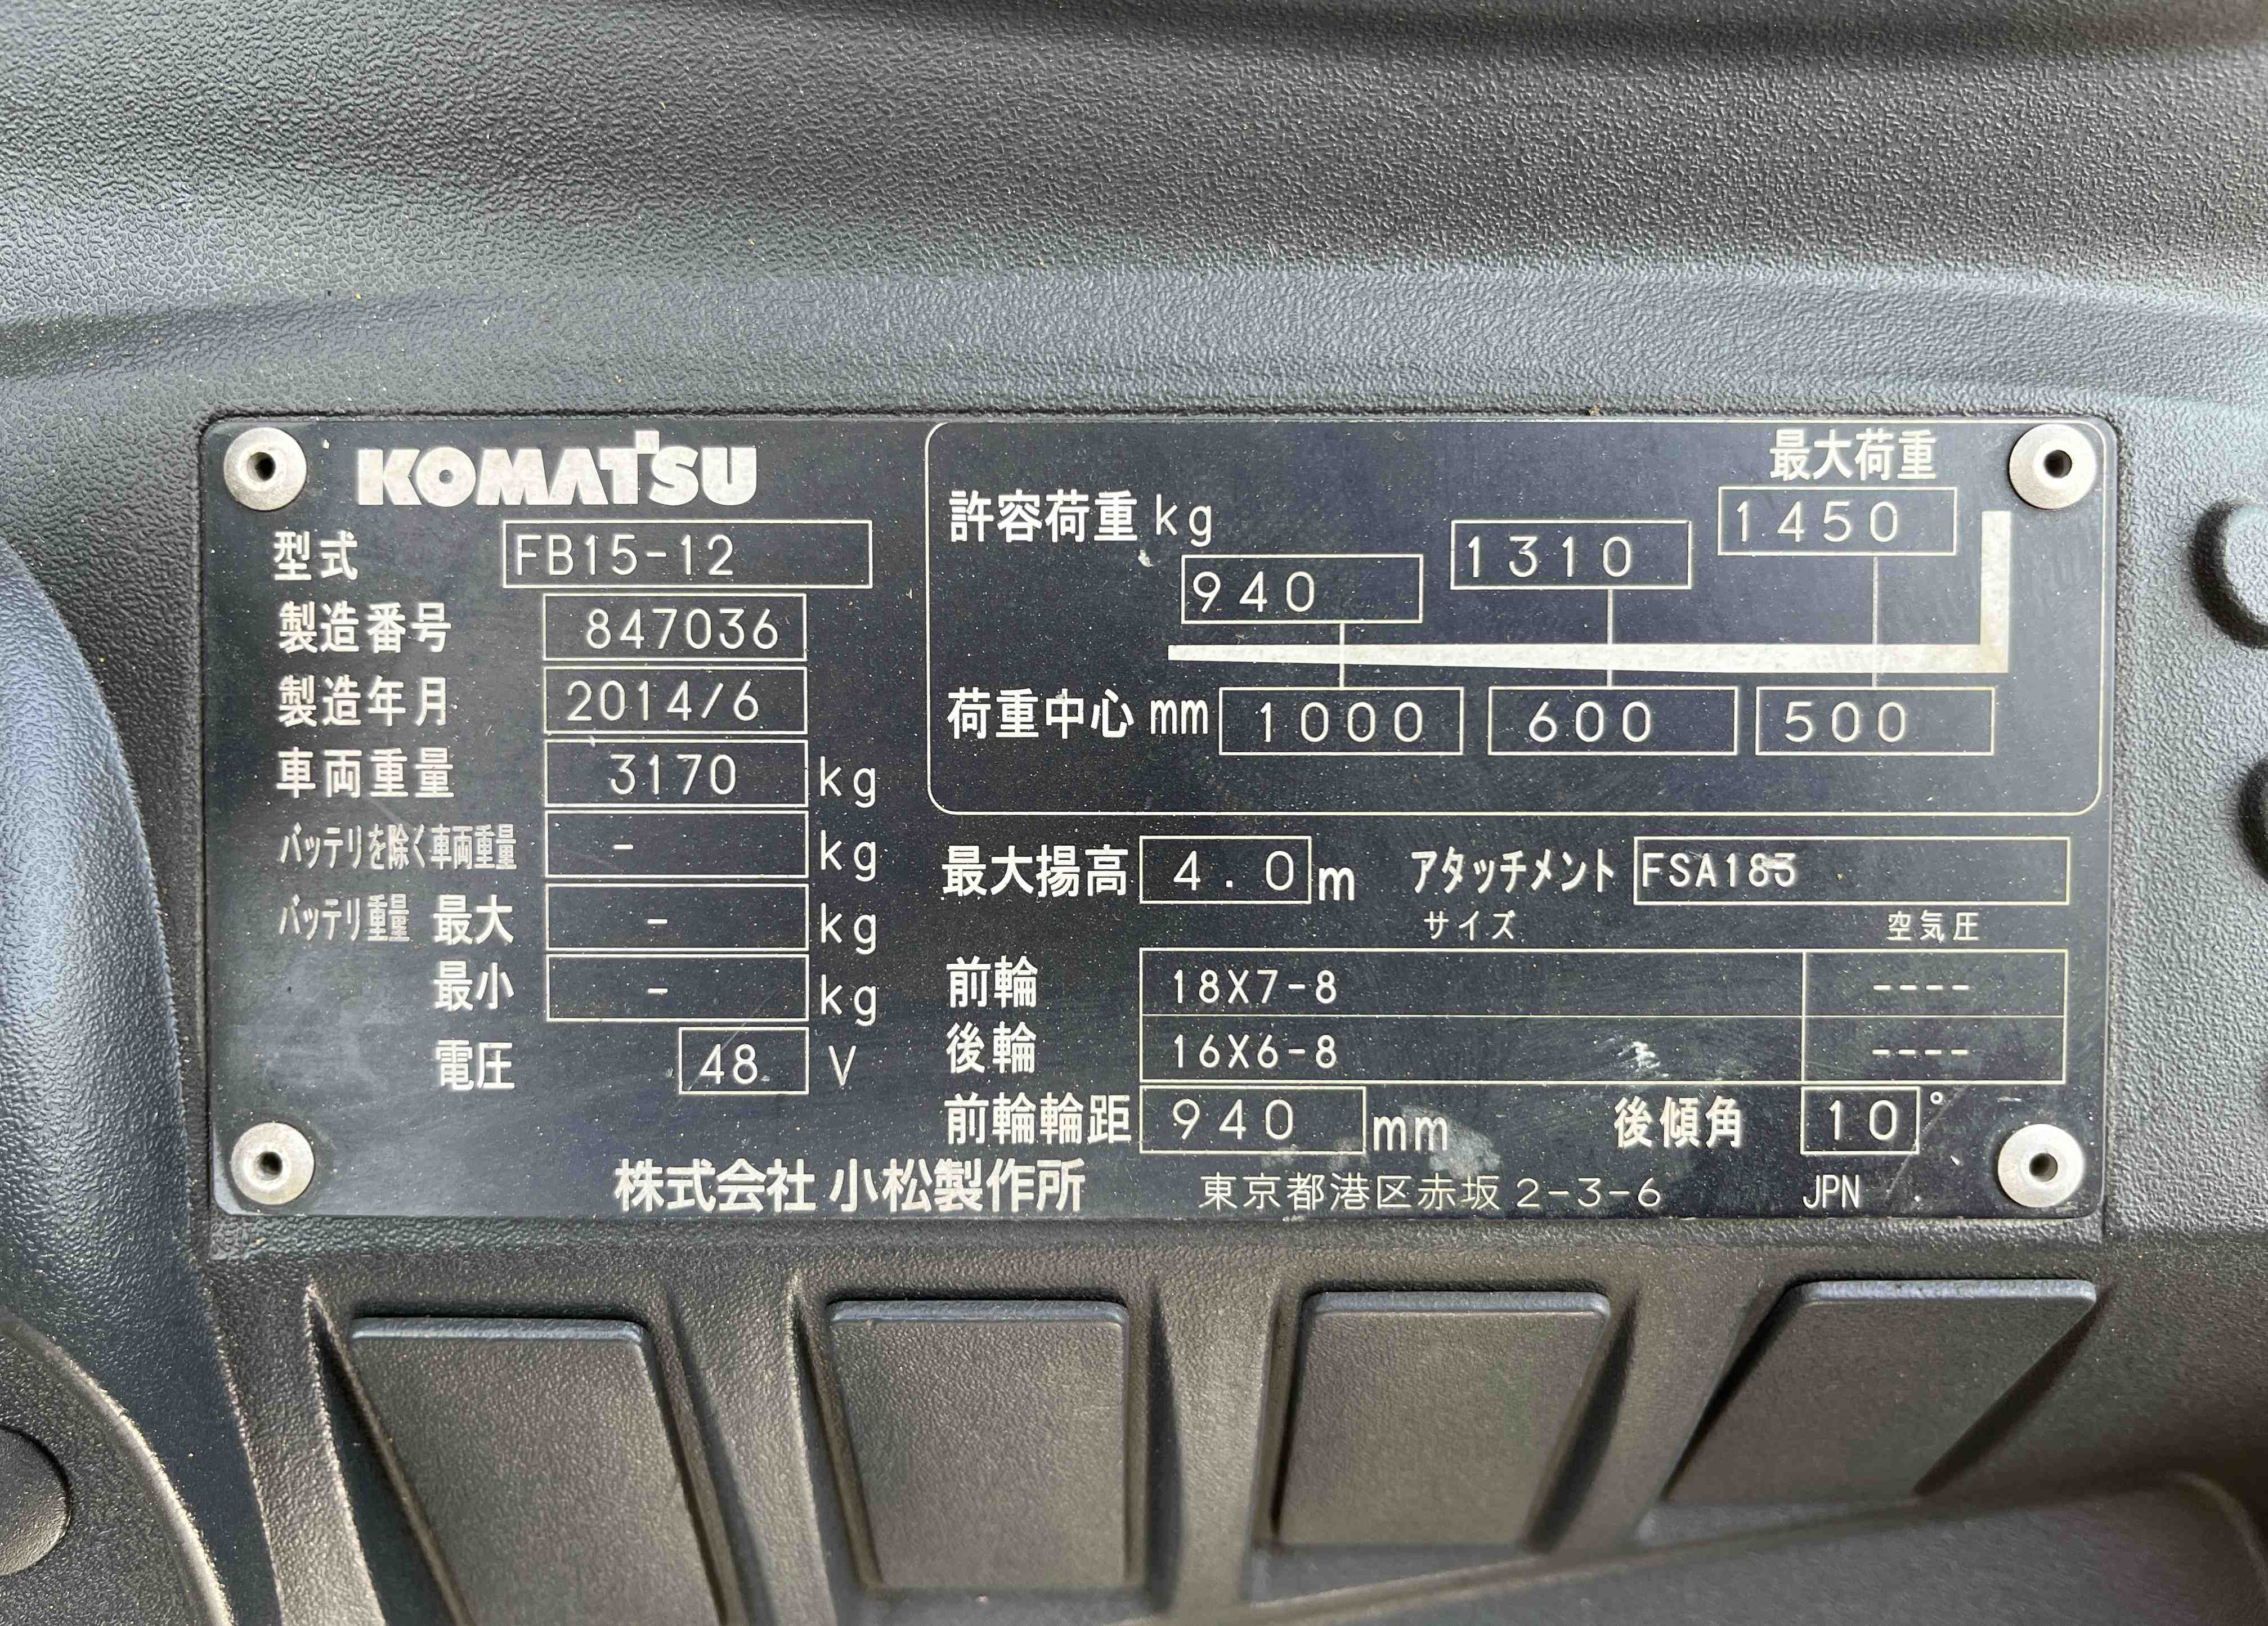 KOMATSU
型式 FB15-12
製造番号 847036
製造年月 2014/6
車両重量 3170 kg
バッテリを除く車両重量 - kg
バッテリ重量 最大 - kg
最小 - kg
電圧 48 V
最大荷重
許容荷重 kg 940 1310 1450
荷重中心 mm 1000 600 500
最大揚高 4.0 m アタッチメント FSA183
サイズ 空気圧
前輪 18X7-8 ----
後輪 16X6-8 ----
前輪輪距 940 mm 後傾角 10°
株式会社 小松製作所 東京都港区赤坂2-3-6 JPN